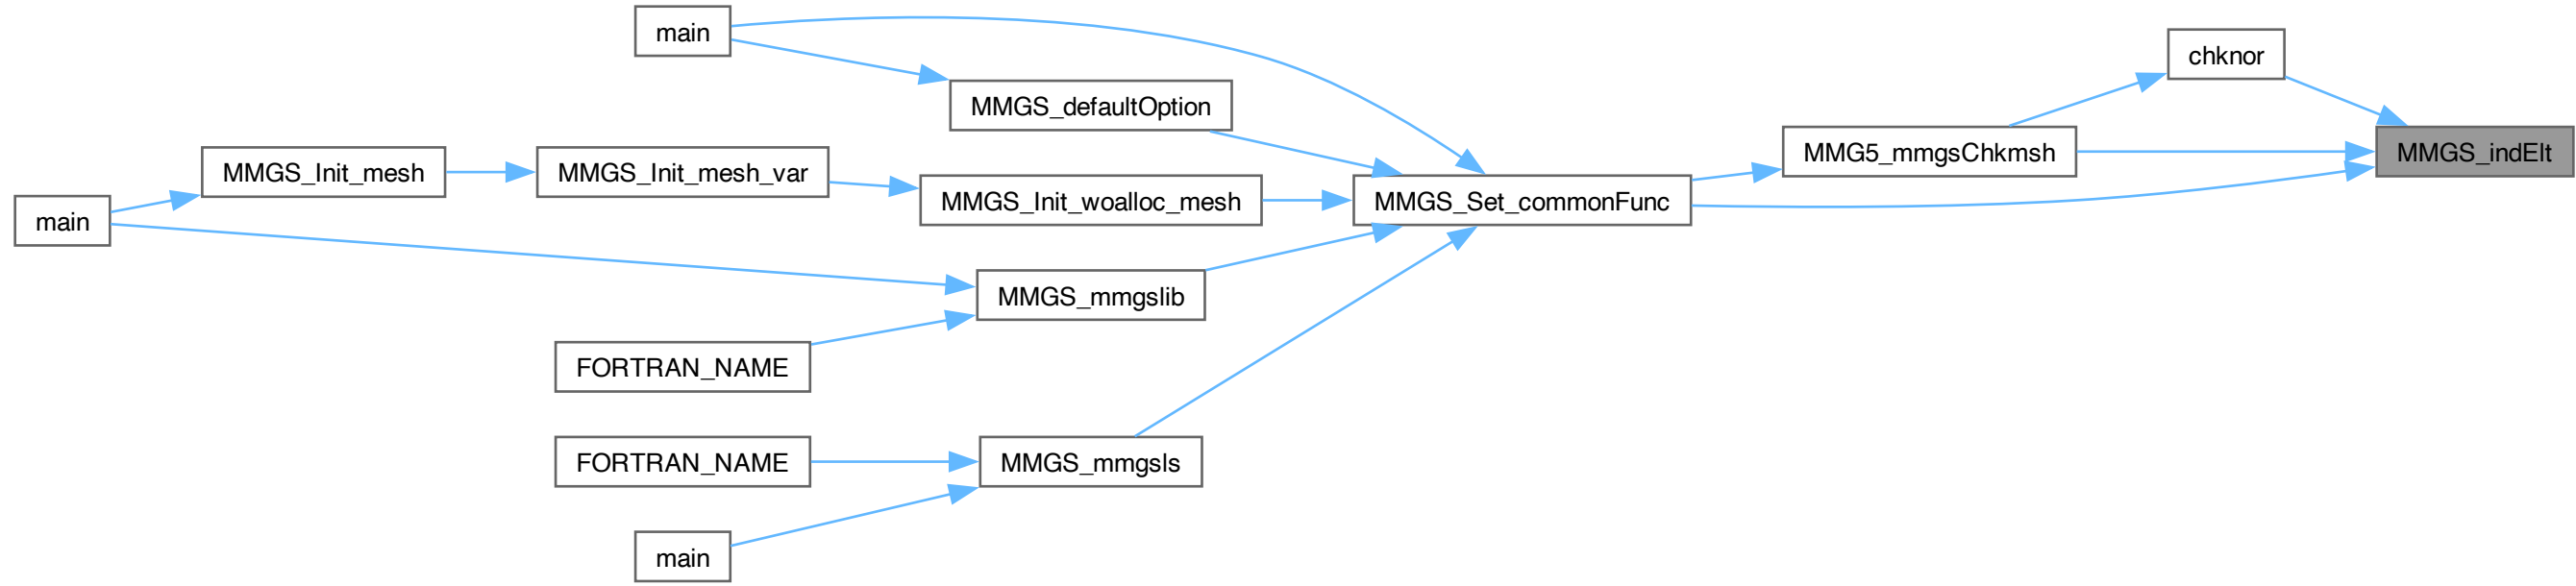 main
chknor
MMGS_defaultOption
MMG5_mmgsChkmsh
MMGS_indElt
MMGS_Init_mesh
MMGS_Init_mesh_var
MMGS_Init_woalloc_mesh
MMGS_Set_commonFunc
main
MMGS_mmgslib
FORTRAN_NAME
FORTRAN_NAME
MMGS_mmgsls
main